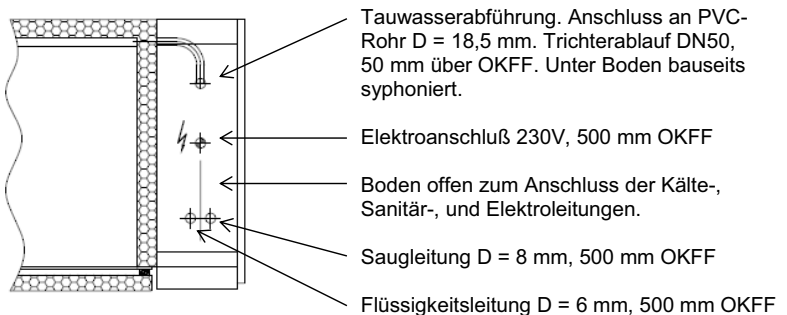 Tauwasserabführung. Anschluss an PVC-
Rohr D = 18,5 mm. Trichterablauf DN50,
50 mm über OKFF. Unter Boden bauseits
syphoniert.
Elektroanschluß 230V, 500 mm OKFF
Boden offen zum Anschluss der Kälte-,
Sanitär-, und Elektroleitungen.
Saugleitung D = 8 mm, 500 mm OKFF
Flüssigkeitsleitung D = 6 mm, 500 mm OKFF